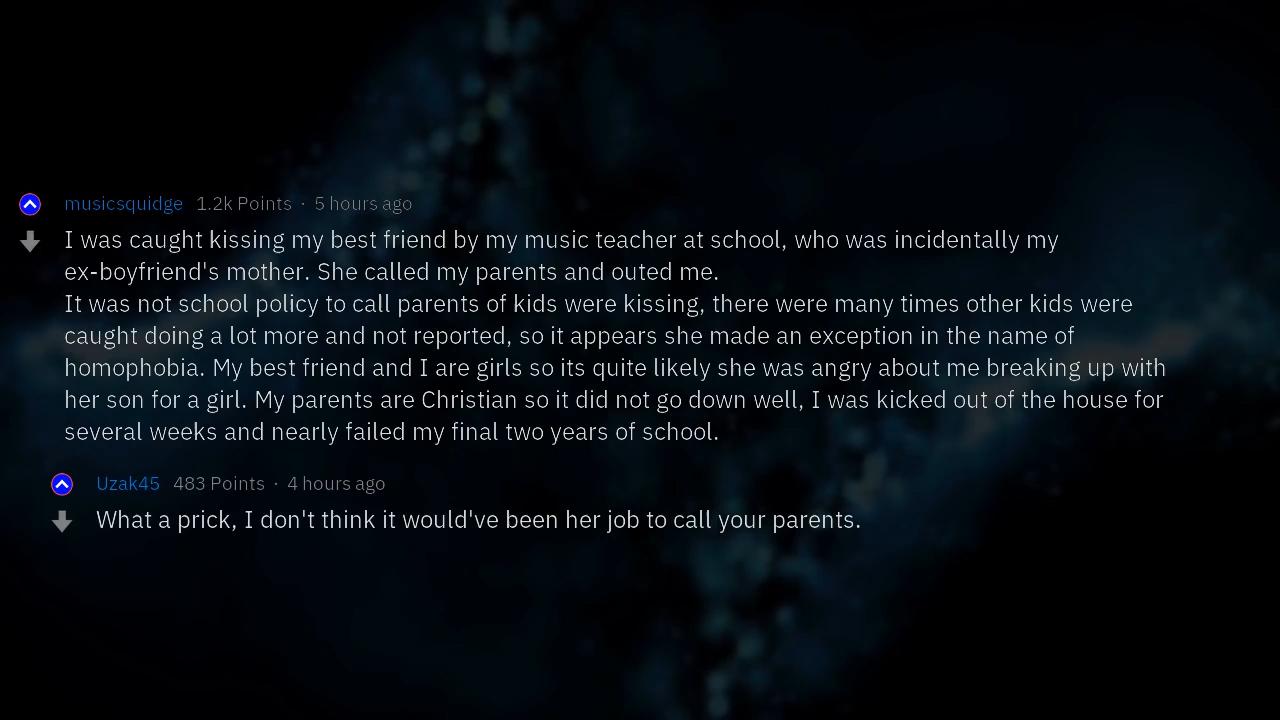 musicsquidge 1.2k Points · 5 hours ago
I was caught kissing my best friend by my music teacher at school, who was incidentally my
ex-boyfriend's mother. She called my parents and outed me.
It was not school policy to call parents of kids were kissing, there were many times other kids were
caught doing a lot more and not reported, so it appears she made an exception in the name of
homophobia. My best friend and I are girls so its quite likely she was angry about me breaking up with
her son for a girl. My parents are Christian so it did not go down well, I was kicked out of the house for
several weeks and nearly failed my final two years of school.
Uzak45 483 Points · 4 hours ago
What a prick, I don't think it would've been her job to call your parents.